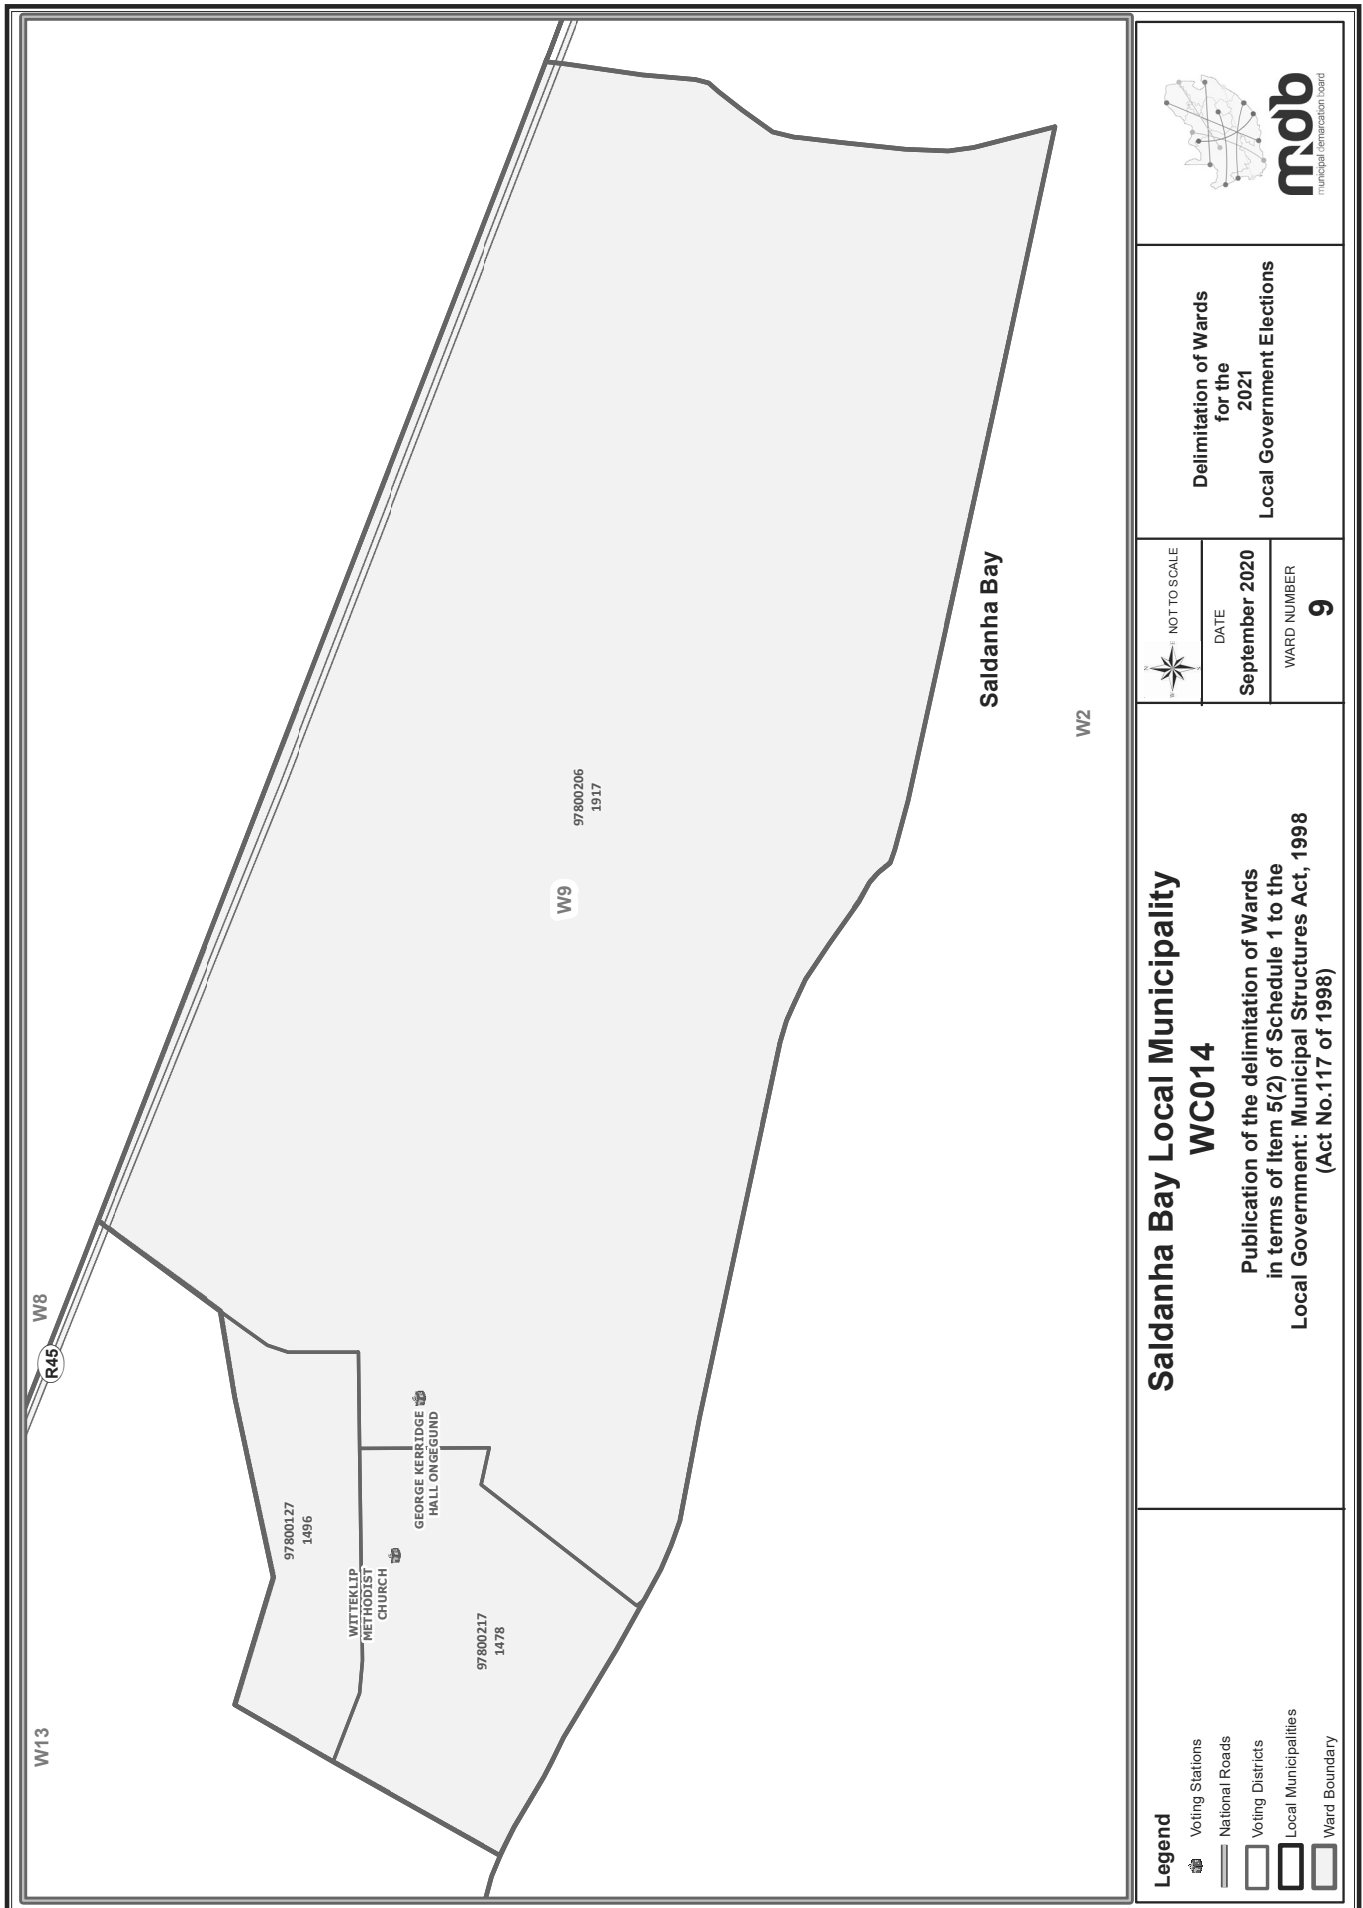 W13
W8
R45
97800127
1496
WITTEKLIP
METHODIST
CHURCH
GEORGE KERRIDGE
HALL ONGEGUND
97800217
1478
W9
97800206
1917
Saldanha Bay
W2
Legend
Voting Stations
National Roads
Voting Districts
Local Municipalities
Ward Boundary
Saldanha Bay Local Municipality
WC014
Publication of the delimitation of Wards
in terms of Item 5(2) of Schedule 1 to the
Local Government: Municipal Structures Act, 1998
(Act No.117 of 1998)
N
W
E
S
NOT TO SCALE
DATE
September 2020
WARD NUMBER
9
Delimitation of Wards
for the
2021
Local Government Elections
mdb
municipal demarcation board